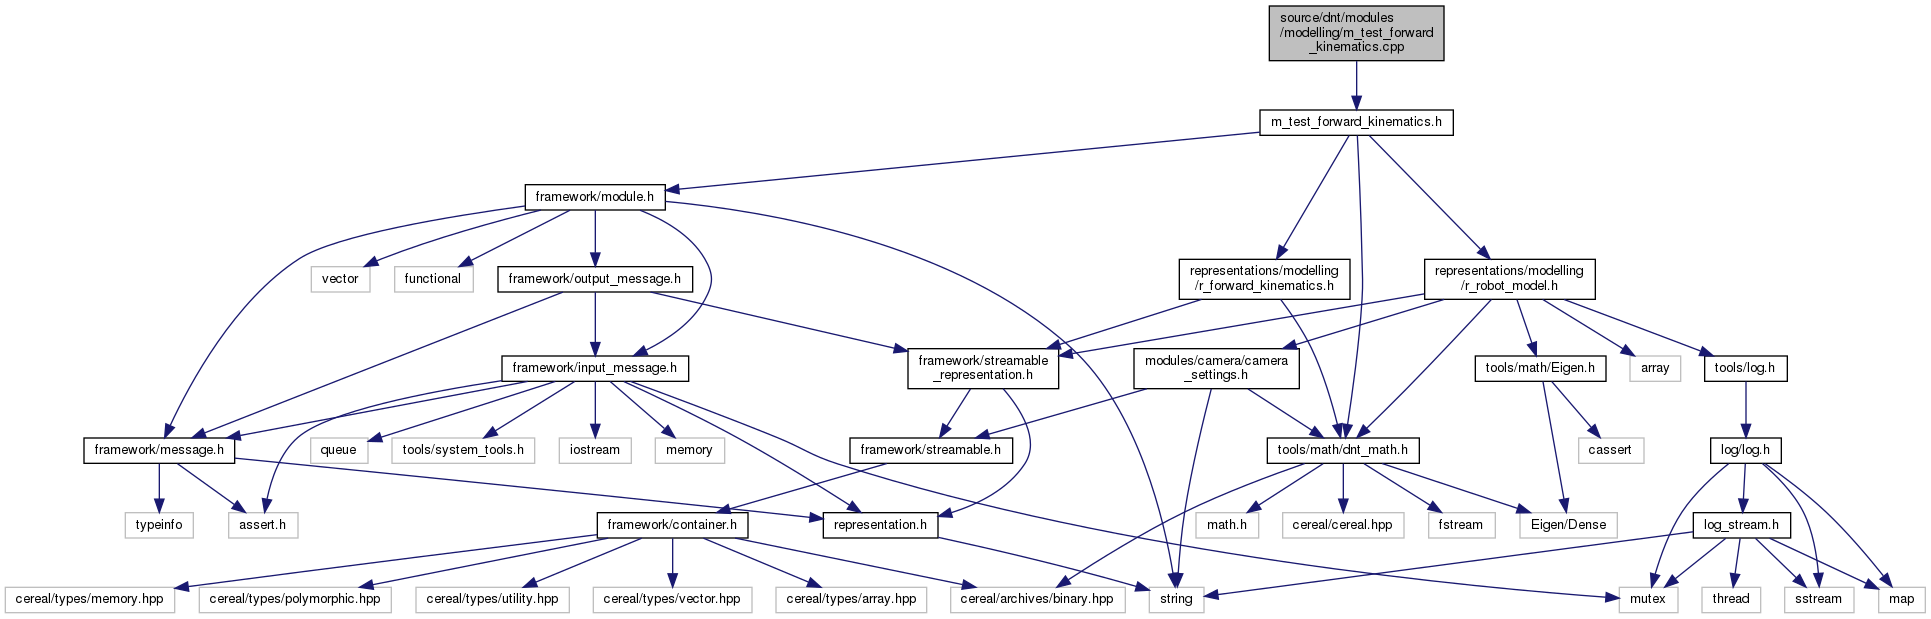 source/dnt/modules
/modelling/m_test_forward
_kinematics.cpp
m_test_forward_kinematics.h
framework/module.h
vector
functional
framework/output_message.h
representations/modelling
/r_forward_kinematics.h
representations/modelling
/r_robot_model.h
framework/input_message.h
framework/streamable
_representation.h
modules/camera/camera
_settings.h
tools/math/Eigen.h
array
tools/log.h
framework/message.h
queue
tools/system_tools.h
iostream
memory
framework/streamable.h
tools/math/dnt_math.h
cassert
log/log.h
typeinfo
assert.h
framework/container.h
representation.h
math.h
cereal/cereal.hpp
fstream
Eigen/Dense
log_stream.h
cereal/types/memory.hpp
cereal/types/polymorphic.hpp
cereal/types/utility.hpp
cereal/types/vector.hpp
cereal/types/array.hpp
cereal/archives/binary.hpp
string
mutex
thread
sstream
map